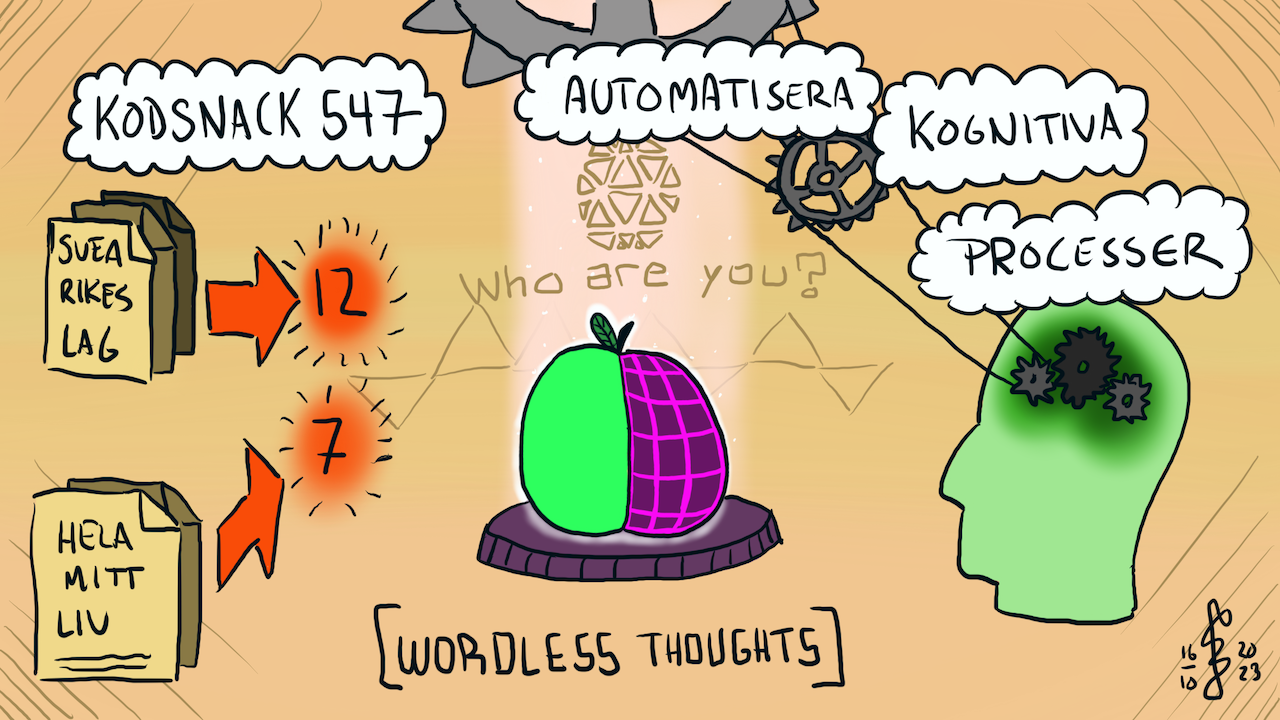 KODSNACK 547
AUTOMATISERA
KOGNITIVA
PROCESSER
SVEA
RIKES
LAG
12
Who are you?
7
HELA
MITT
LIV
[WORDLESS THOUGHTS]
16
10
20
23